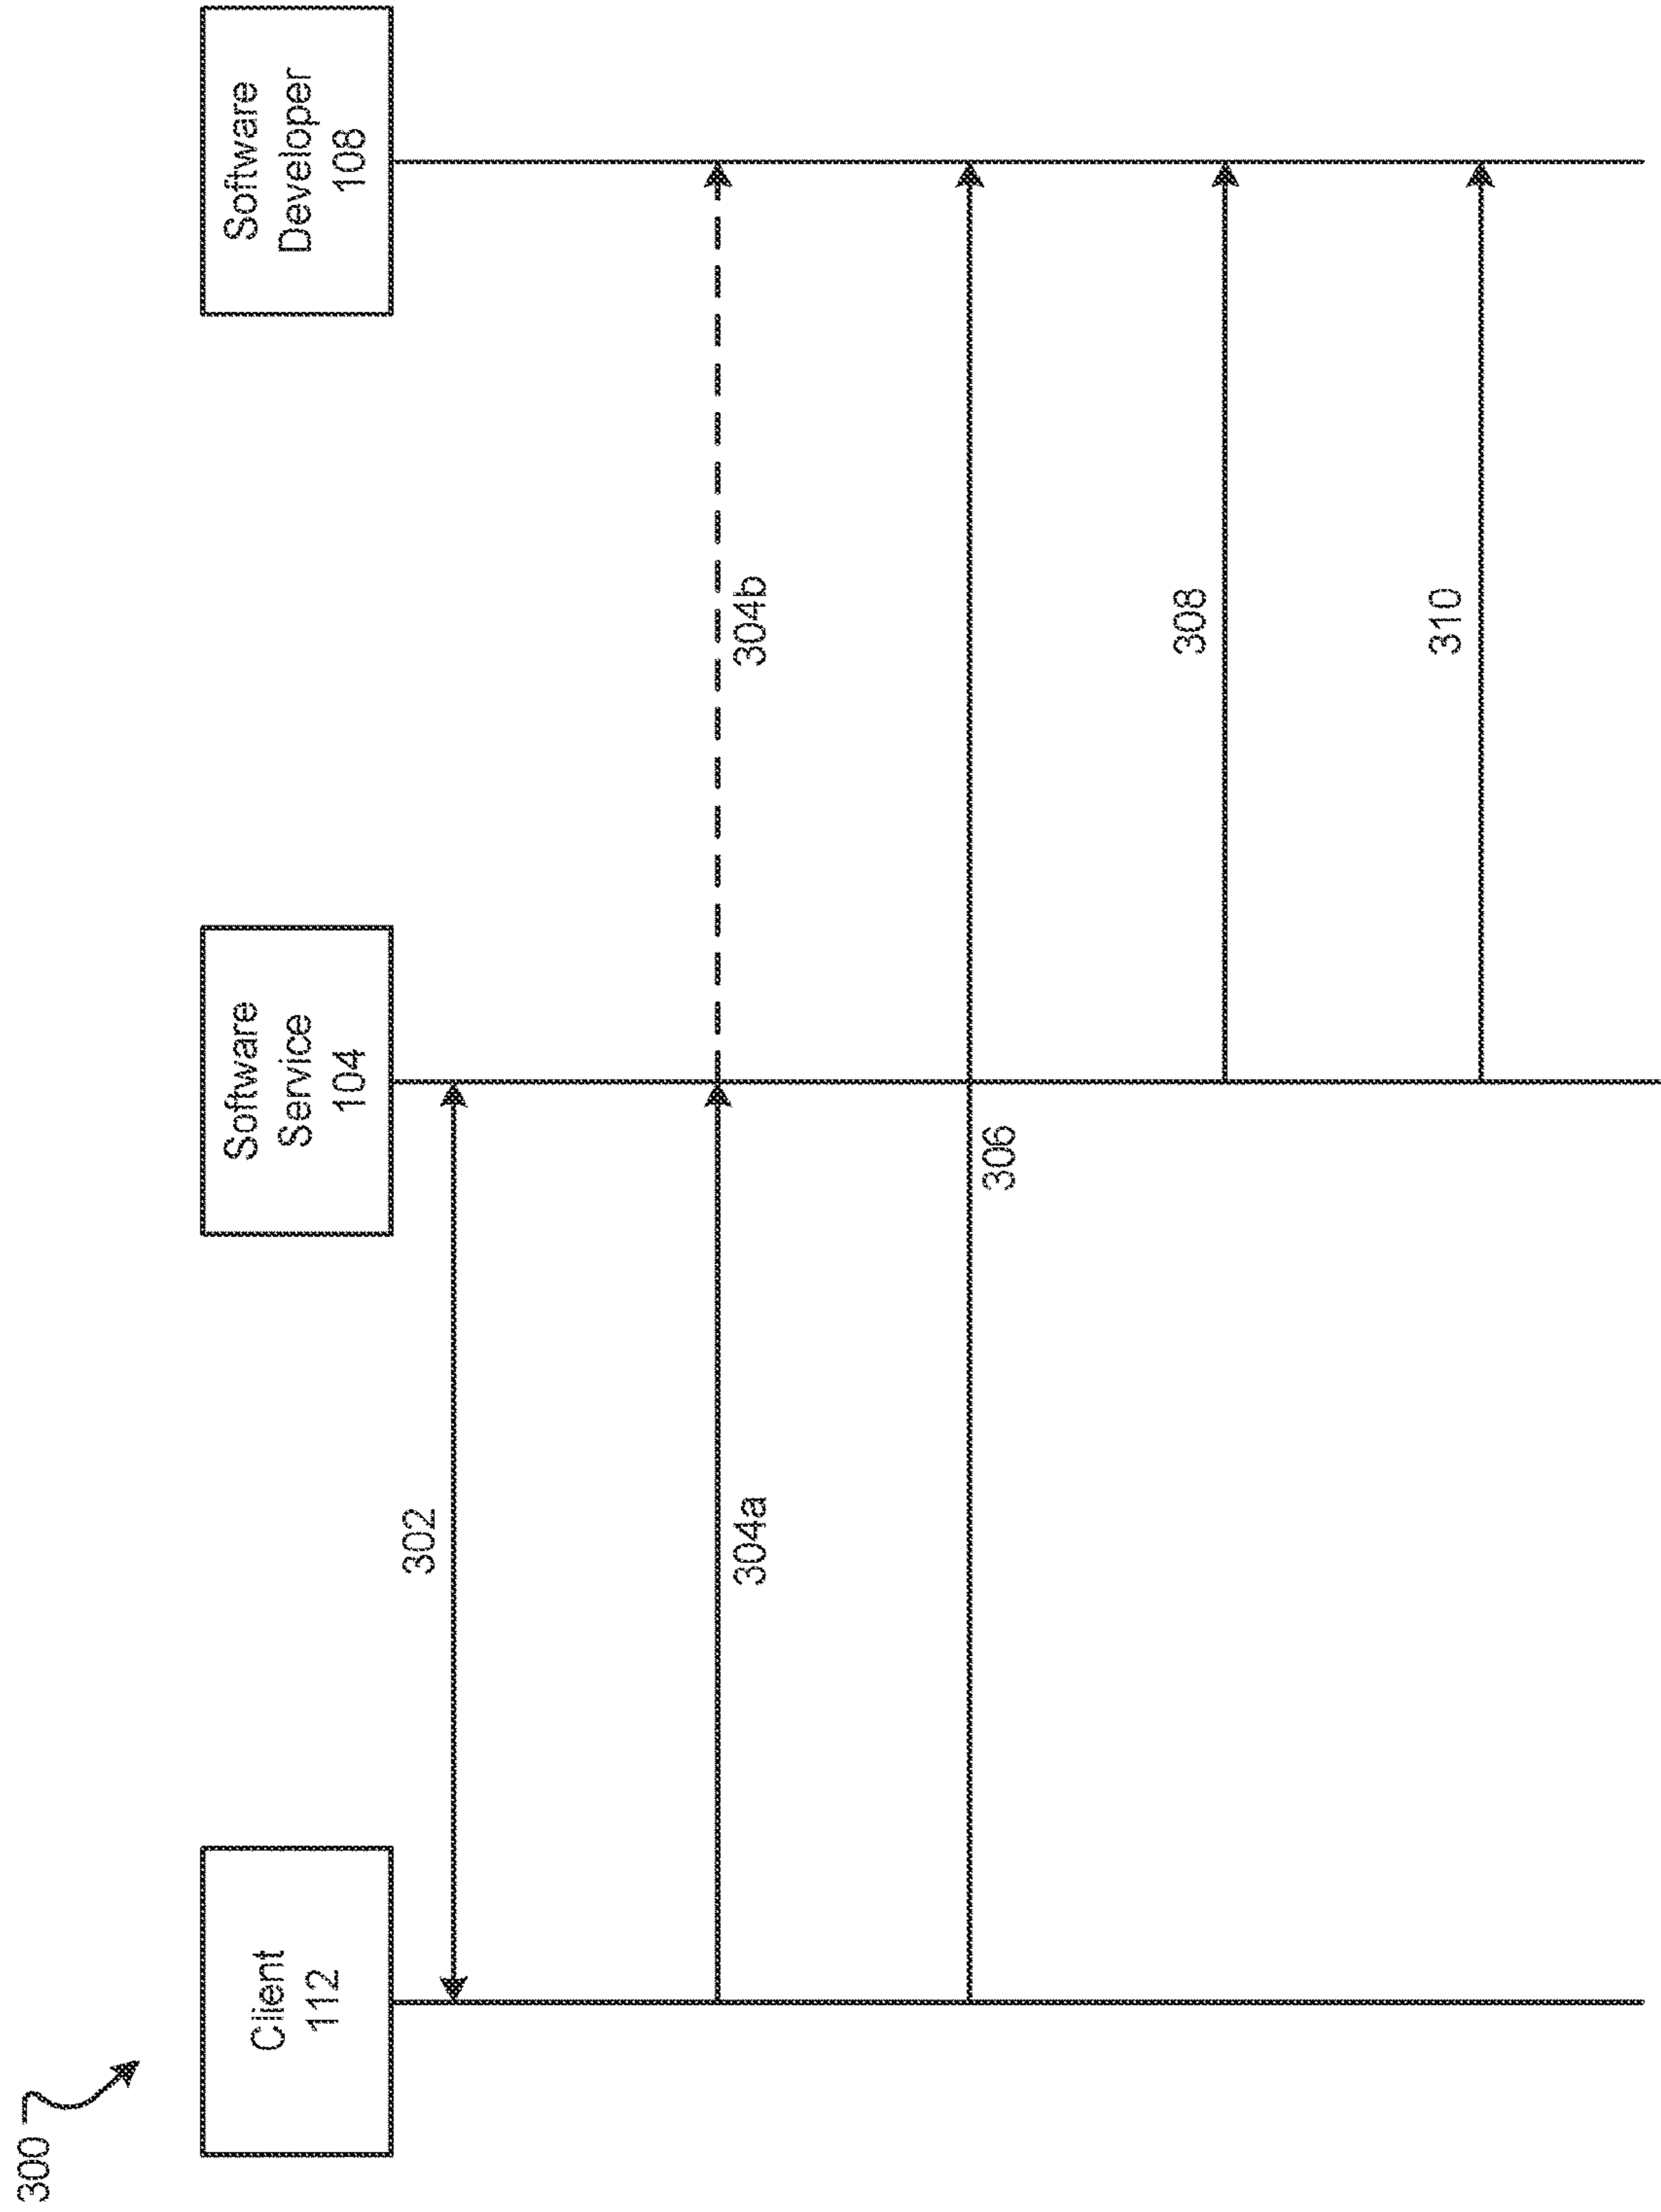 300
Client
112
Software
Service
104
Software
Developer
108
302
304a
304b
306
308
310